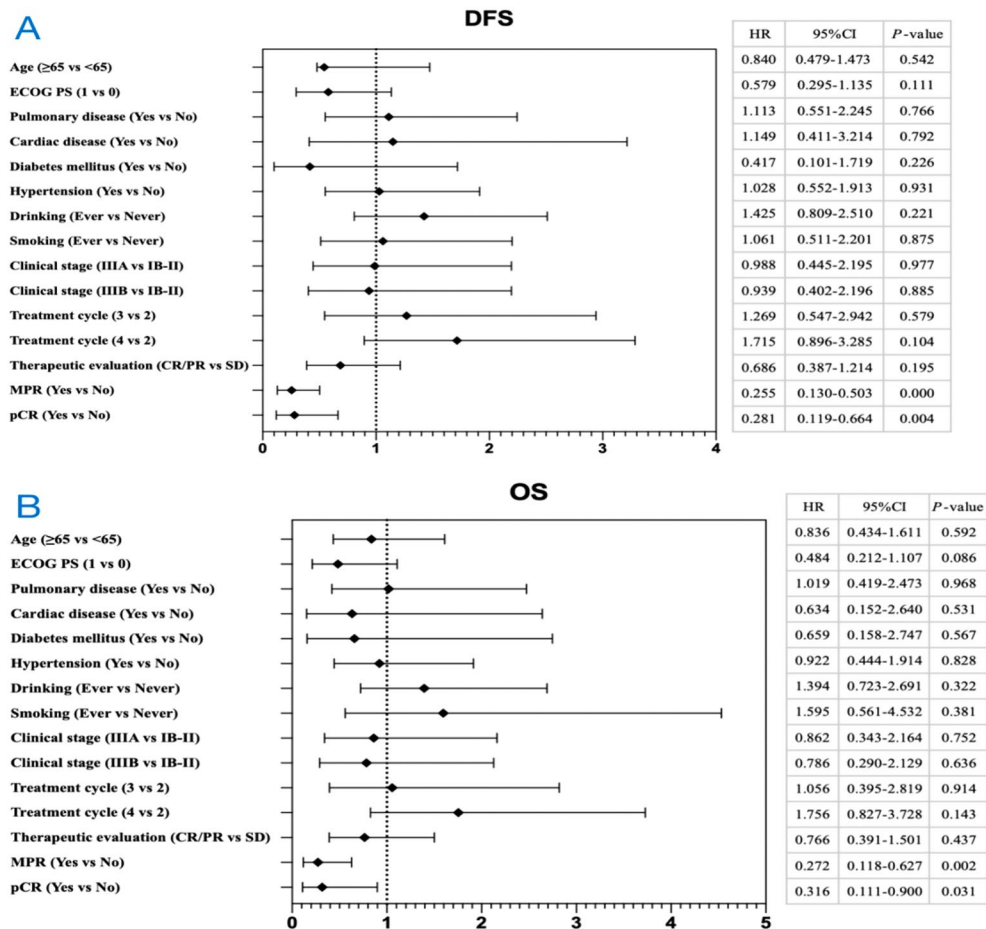 A
DFS
HR 95%CI P-value
Age (≥65 vs <65) 0.840 0.479-1.473 0.542
ECOG PS (1 vs 0) 0.579 0.295-1.135 0.111
Pulmonary disease (Yes vs No) 1.113 0.551-2.245 0.766
Cardiac disease (Yes vs No) 1.149 0.411-3.214 0.792
Diabetes mellitus (Yes vs No) 0.417 0.101-1.719 0.226
Hypertension (Yes vs No) 1.028 0.552-1.913 0.931
Drinking (Ever vs Never) 1.425 0.809-2.510 0.221
Smoking (Ever vs Never) 1.061 0.511-2.201 0.875
Clinical stage (IIIA vs IB-II) 0.988 0.445-2.195 0.977
Clinical stage (IIIB vs IB-II) 0.939 0.402-2.196 0.885
Treatment cycle (3 vs 2) 1.269 0.547-2.942 0.579
Treatment cycle (4 vs 2) 1.715 0.896-3.285 0.104
Therapeutic evaluation (CR/PR vs SD) 0.686 0.387-1.214 0.195
MPR (Yes vs No) 0.255 0.130-0.503 0.000
pCR (Yes vs No) 0.281 0.119-0.664 0.004
0 1 2 3 4
B
OS
HR 95%CI P-value
Age (≥65 vs <65) 0.836 0.434-1.611 0.592
ECOG PS (1 vs 0) 0.484 0.212-1.107 0.086
Pulmonary disease (Yes vs No) 1.019 0.419-2.473 0.968
Cardiac disease (Yes vs No) 0.634 0.152-2.640 0.531
Diabetes mellitus (Yes vs No) 0.659 0.158-2.747 0.567
Hypertension (Yes vs No) 0.922 0.444-1.914 0.828
Drinking (Ever vs Never) 1.394 0.723-2.691 0.322
Smoking (Ever vs Never) 1.595 0.561-4.532 0.381
Clinical stage (IIIA vs IB-II) 0.862 0.343-2.164 0.752
Clinical stage (IIIB vs IB-II) 0.786 0.290-2.129 0.636
Treatment cycle (3 vs 2) 1.056 0.395-2.819 0.914
Treatment cycle (4 vs 2) 1.756 0.827-3.728 0.143
Therapeutic evaluation (CR/PR vs SD) 0.766 0.391-1.501 0.437
MPR (Yes vs No) 0.272 0.118-0.627 0.002
pCR (Yes vs No) 0.316 0.111-0.900 0.031
0 1 2 3 4 5